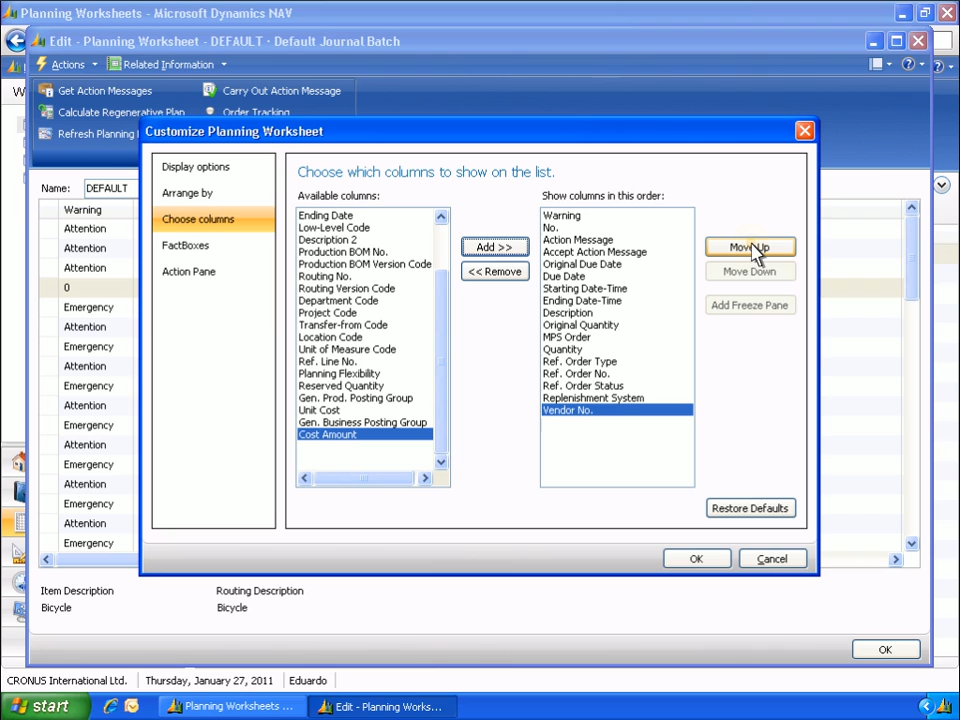 Planning Worksheets - Microsoft Dynamics NAV
Edit - Planning Worksheet - DEFAULT · Default Journal Batch
Actions
Related Information
Get Action Messages
Carry Out Action Message
Calculate Regenerative Plan
Order Tracking
Refresh Planning
Customize Planning Worksheet
Display options
Arrange by
Choose columns
FactBoxes
Action Pane
Choose which columns to show on the list.
Available columns:
Ending Date
Low-Level Code
Description 2
Production BOM No.
Production BOM Version Code
Routing No.
Routing Version Code
Department Code
Project Code
Transfer-from Code
Location Code
Unit of Measure Code
Ref. Line No.
Planning Flexibility
Reserved Quantity
Gen. Prod. Posting Group
Unit Cost
Gen. Business Posting Group
Cost Amount
Add >>
<< Remove
Show columns in this order:
Warning
No.
Action Message
Accept Action Message
Original Due Date
Due Date
Starting Date-Time
Ending Date-Time
Description
Original Quantity
MPS Order
Quantity
Ref. Order Type
Ref. Order No.
Ref. Order Status
Replenishment System
Vendor No.
Move Up
Move Down
Add Freeze Pane
Restore Defaults
OK
Cancel
Name:
DEFAULT
Warning
Attention
Attention
Attention
0
Emergency
Attention
Emergency
Attention
Emergency
Attention
Emergency
Attention
Emergency
Attention
Emergency
Attention
Emergency
Item Description
Routing Description
Bicycle
Bicycle
OK
CRONUS International Ltd.
Thursday, January 27, 2011
Eduardo
start
Planning Worksheets ...
Edit - Planning Works...